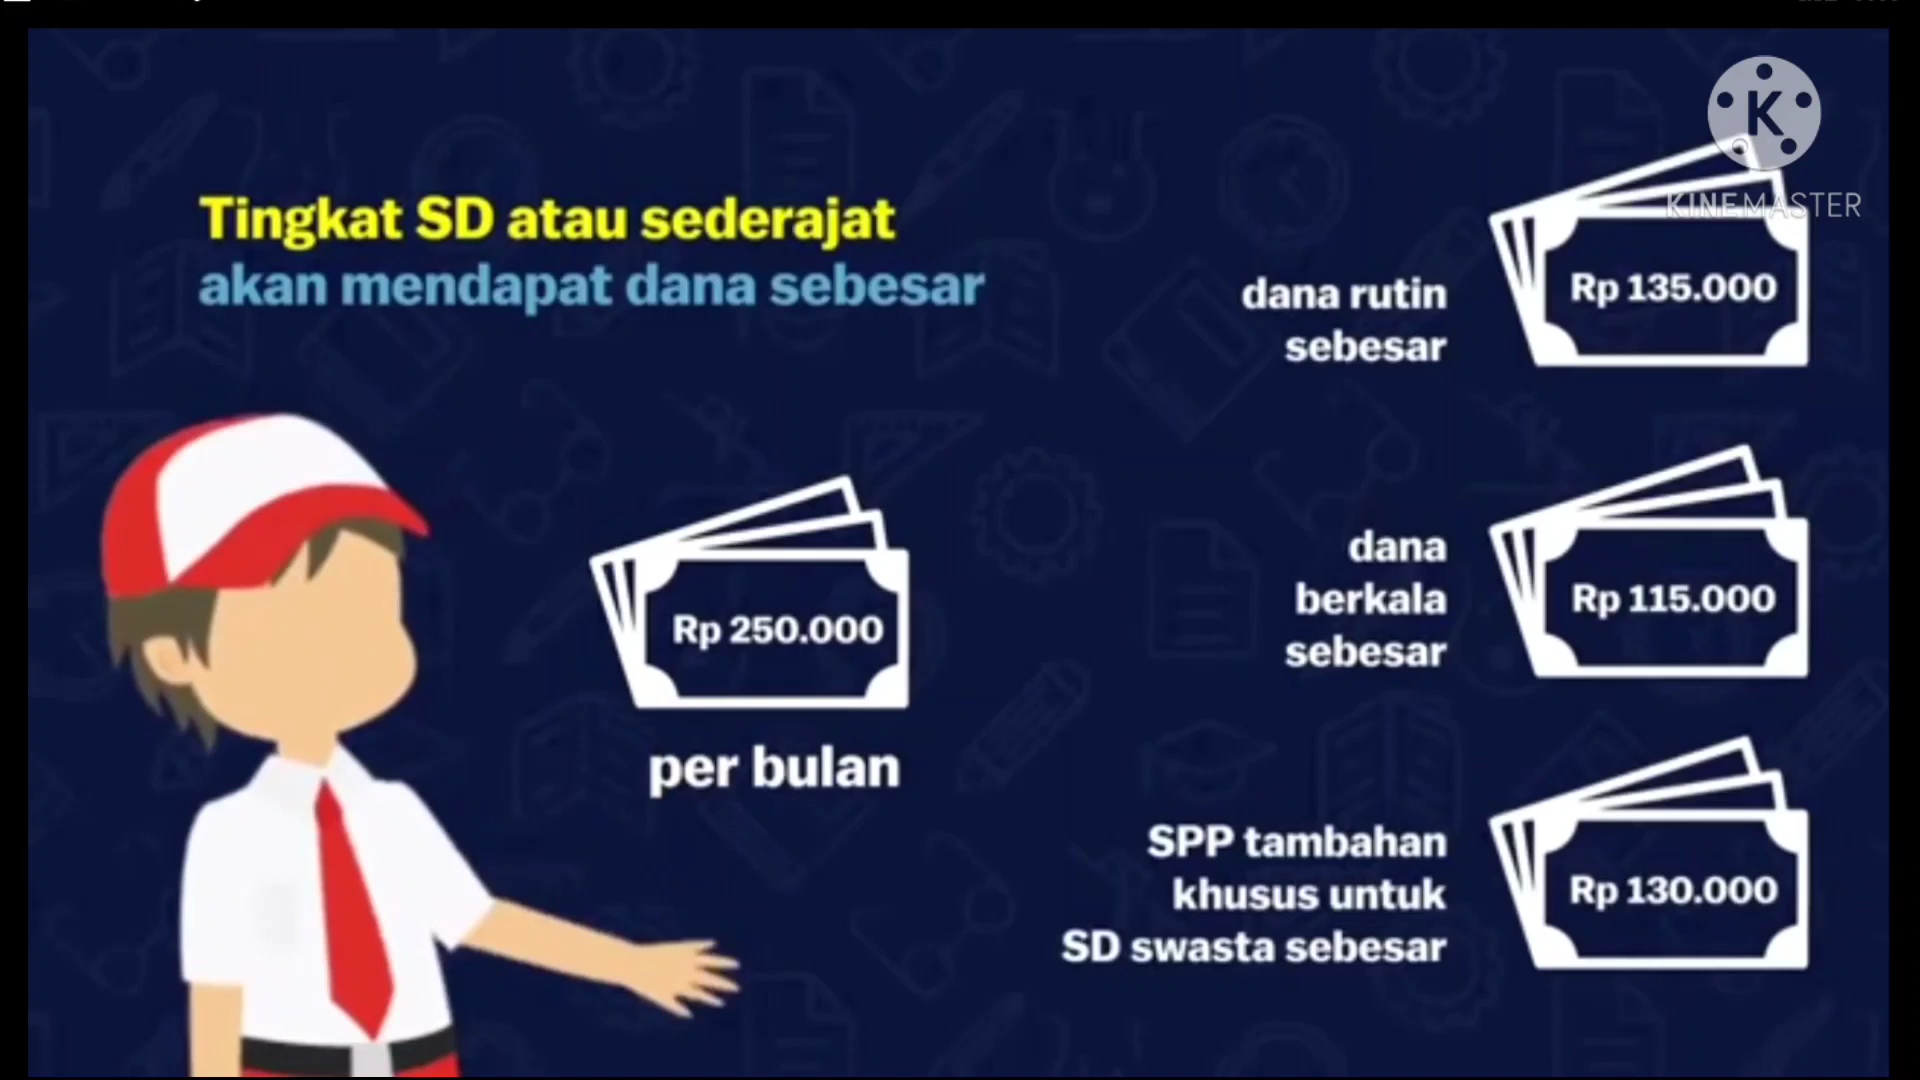 Tingkat SD atau sederajat
akan mendapat dana sebesar
Rp 250.000
per bulan
dana rutin
sebesar
Rp 135.000
dana
berkala
sebesar
Rp 115.000
SPP tambahan
khusus untuk
SD swasta sebesar
Rp 130.000
K
KINEMASTER